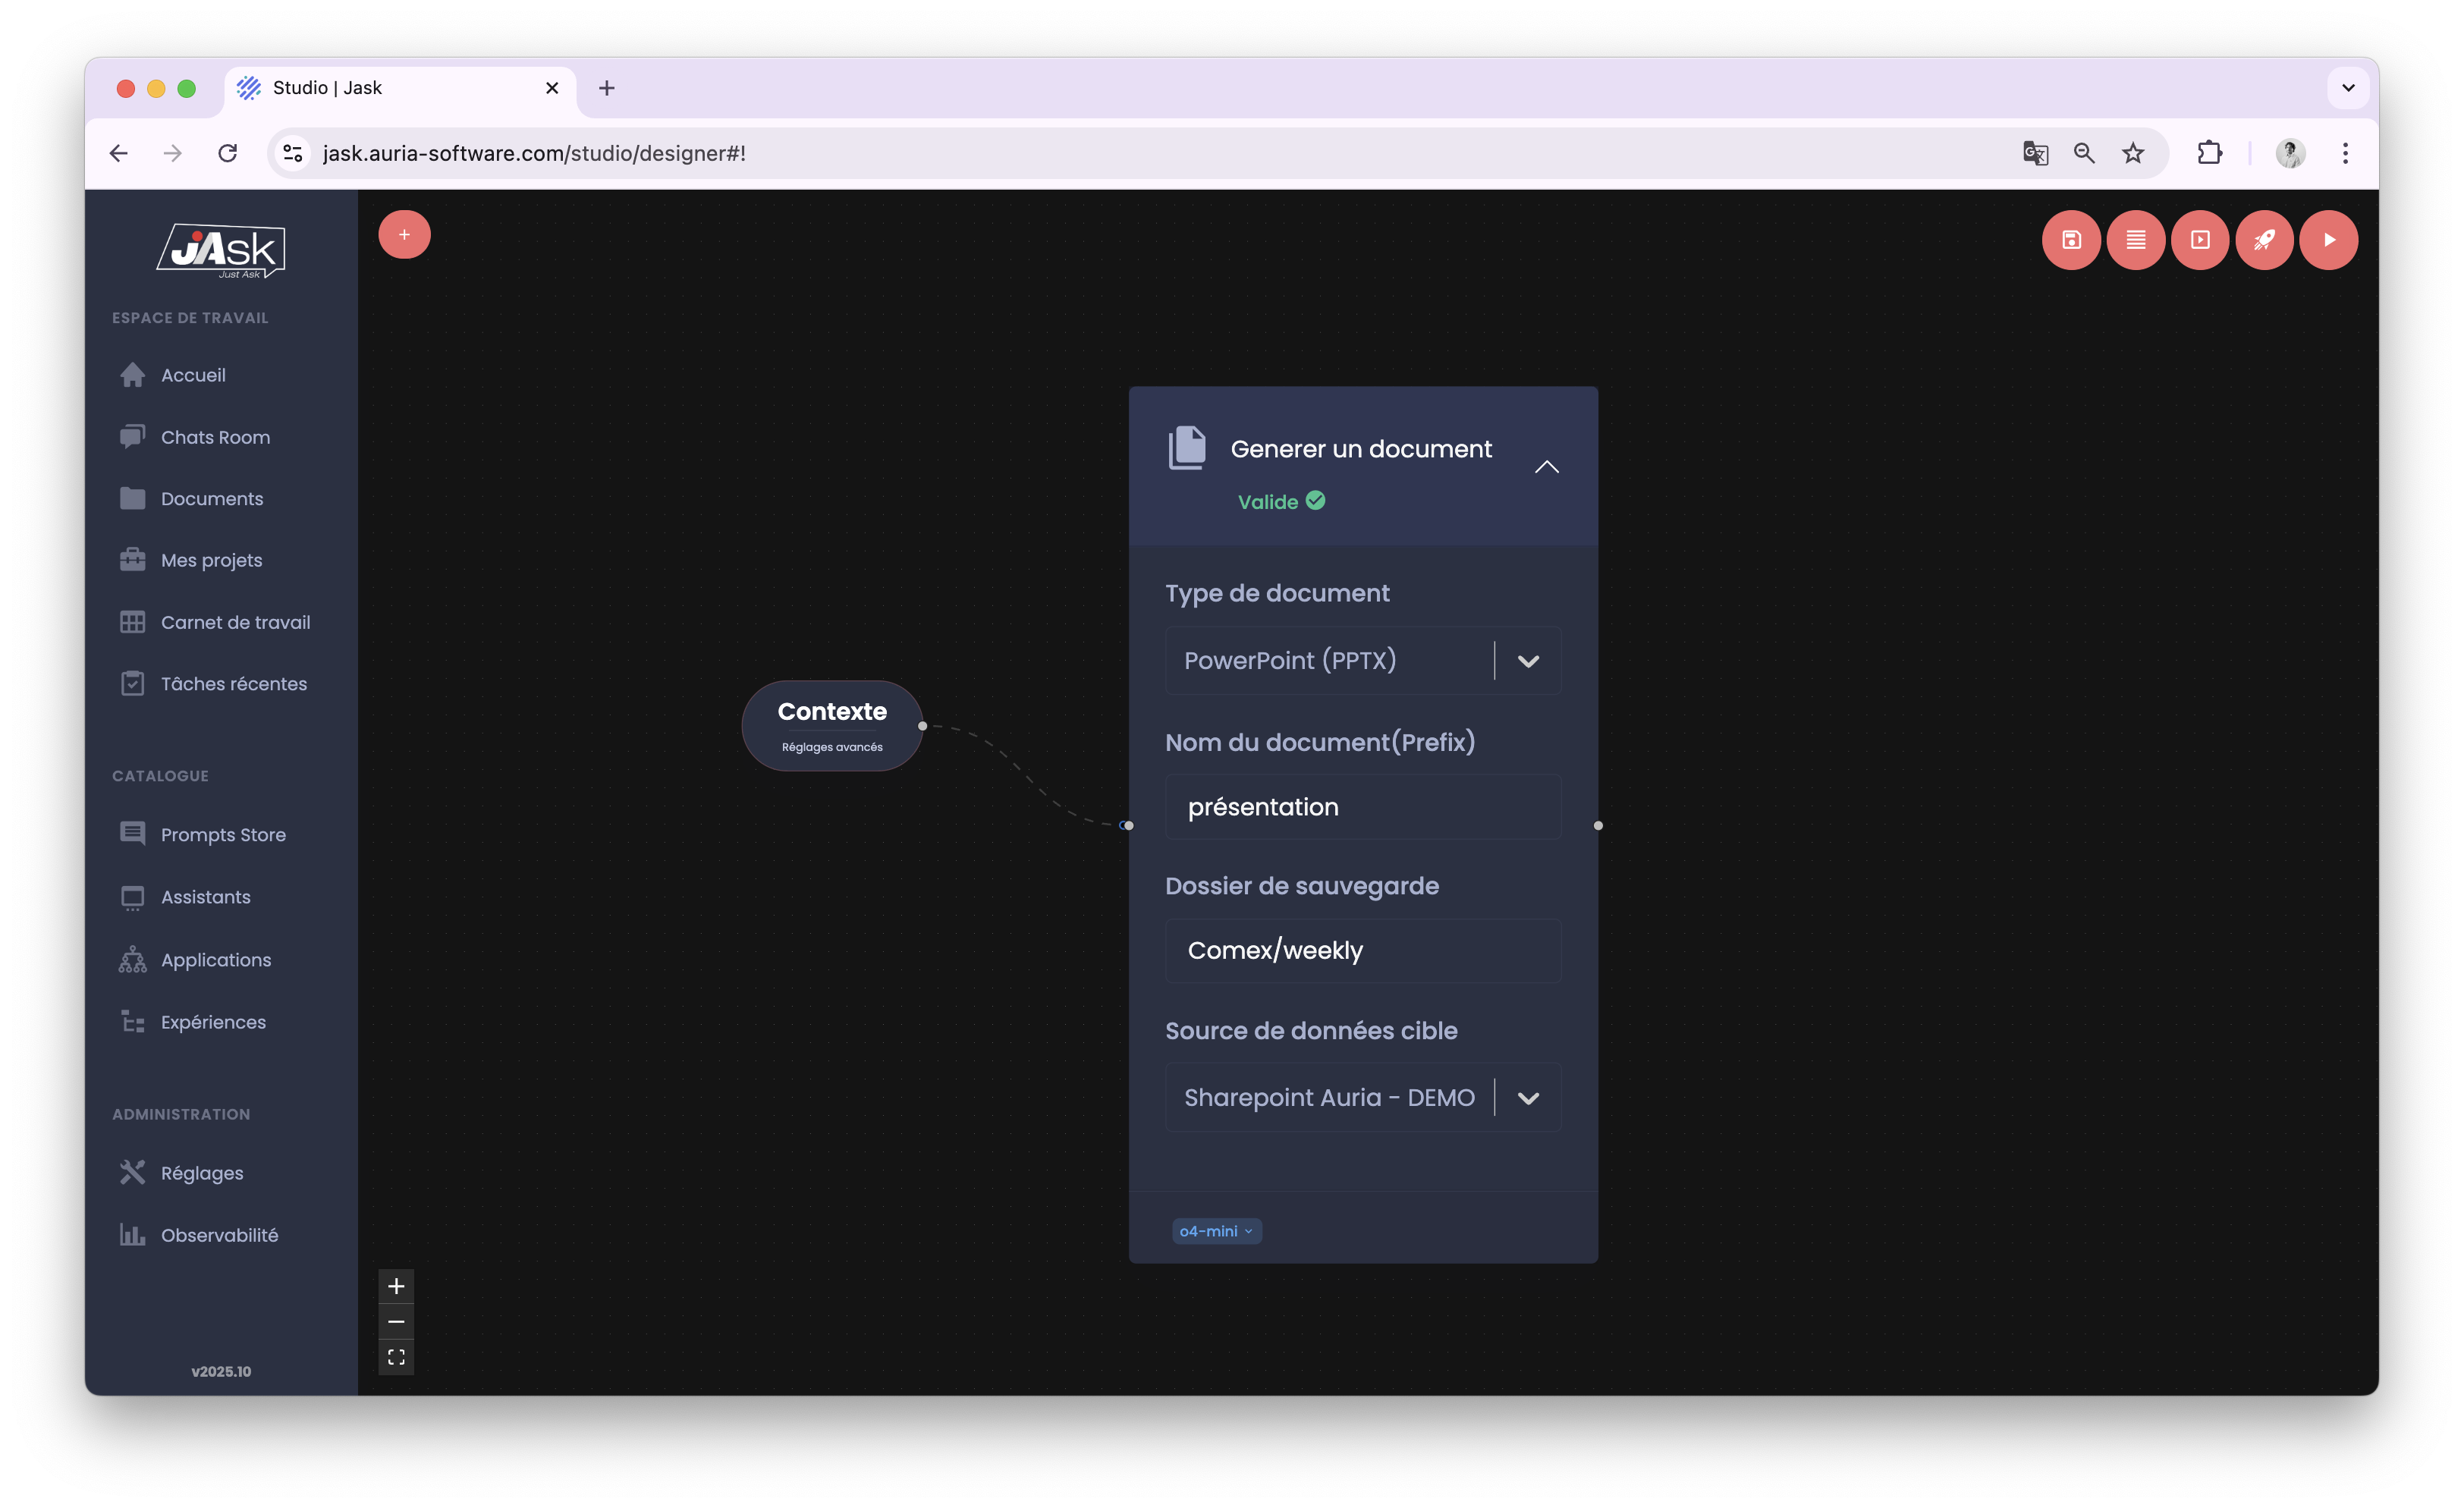 Studio | Jask
jask.auria-software.com/studio/designer#!
jAsk
Just Ask
ESPACE DE TRAVAIL
Accueil
Chats Room
Documents
Mes projets
Carnet de travail
Tâches récentes
CATALOGUE
Prompts Store
Assistants
Applications
Expériences
ADMINISTRATION
Réglages
Observabilité
v2025.10
Contexte
Réglages avancés
Generer un document
Valide
Type de document
PowerPoint (PPTX)
Nom du document(Prefix)
présentation
Dossier de sauvegarde
Comex/weekly
Source de données cible
Sharepoint Auria - DEMO
o4-mini